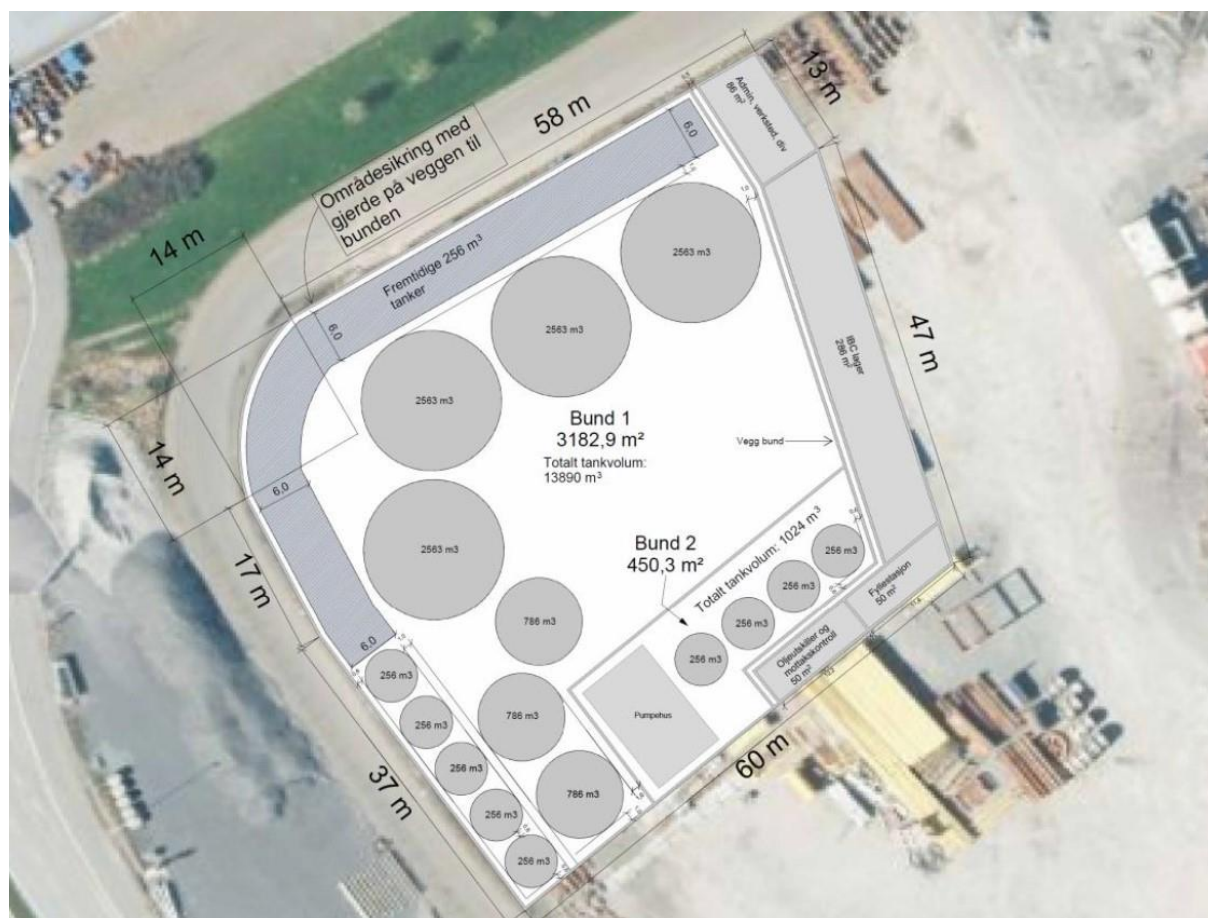 13 m
58 m
Admin, verksted, div
86 m²
Områdesikring med
gjerde på veggen til
bunden
6,0
14 m
Fremtidige 256 m³
tanker
6,0
2563 m3
2563 m3
2563 m3
IBC lager
286 m²
47 m
Bund 1
3182,9 m²
Totalt tankvolum:
13890 m³
Vegg bund
14 m
6,0
2563 m3
Bund 2
450,3 m²
Totalt tankvolum: 1024 m³
256 m3
256 m3
256 m3
256 m3
17 m
786 m3
Fyllestasjon
50 m²
Oljeutskiller og
mottakskontroll
50 m²
6,0
256 m3
256 m3
256 m3
256 m3
256 m3
786 m3
786 m3
Pumpehus
37 m
60 m